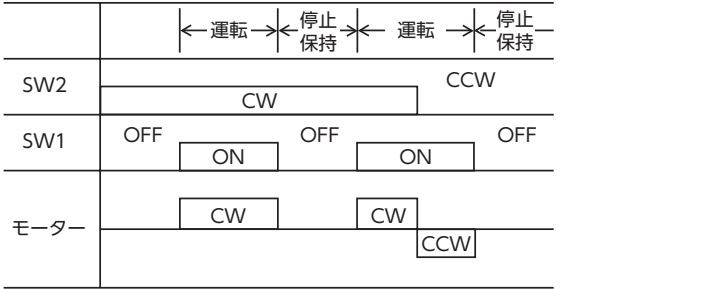 運転 停止 運転 停止
保持 保持
SW2 CW CCW
SW1 OFF ON OFF ON OFF
モーター CW CW CCW